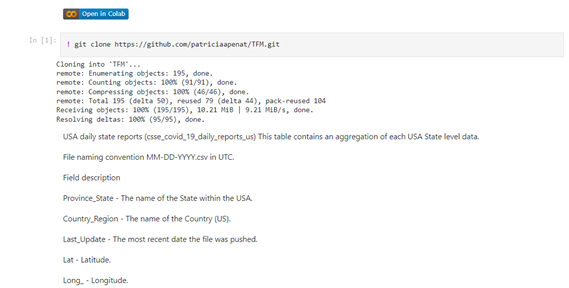 Open in Colab
In [1]: ! git clone https://github.com/patriciaapenat/TFM.git
Cloning into 'TFM'...
remote: Enumerating objects: 195, done.
remote: Counting objects: 100% (91/91), done.
remote: Compressing objects: 100% (46/46), done.
remote: Total 195 (delta 50), reused 79 (delta 44), pack-reused 104
Receiving objects: 100% (195/195), 10.21 MiB | 9.21 MiB/s, done.
Resolving deltas: 100% (95/95), done.
USA daily state reports (csse_covid_19_daily_reports_us) This table contains an aggregation of each USA State level data.
File naming convention MM-DD-YYYY.csv in UTC.
Field description
Province_State - The name of the State within the USA.
Country_Region - The name of the Country (US).
Last_Update - The most recent date the file was pushed.
Lat - Latitude.
Long_ - Longitude.